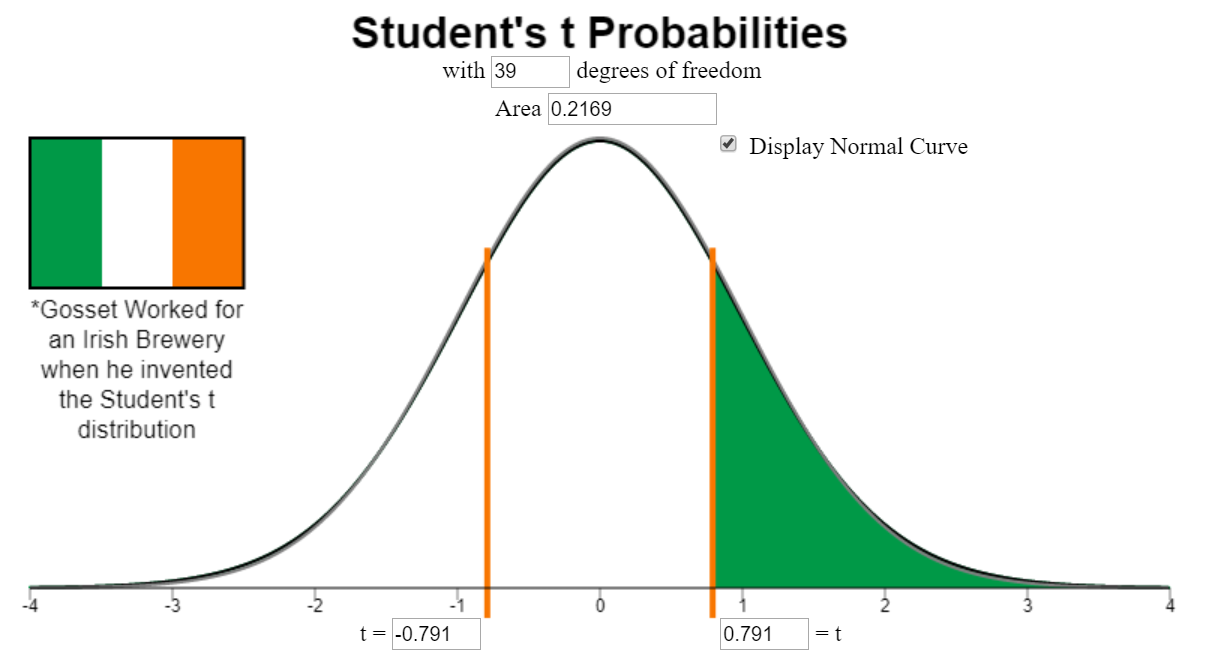 Student's t Probabilities
with 39 degrees of freedom
Area 0.2169
Display Normal Curve
*Gosset Worked for
an Irish Brewery
when he invented
the Student's t
distribution
-4 -3 -2 -1 0 1 2 3 4
t = -0.791 0.791 = t